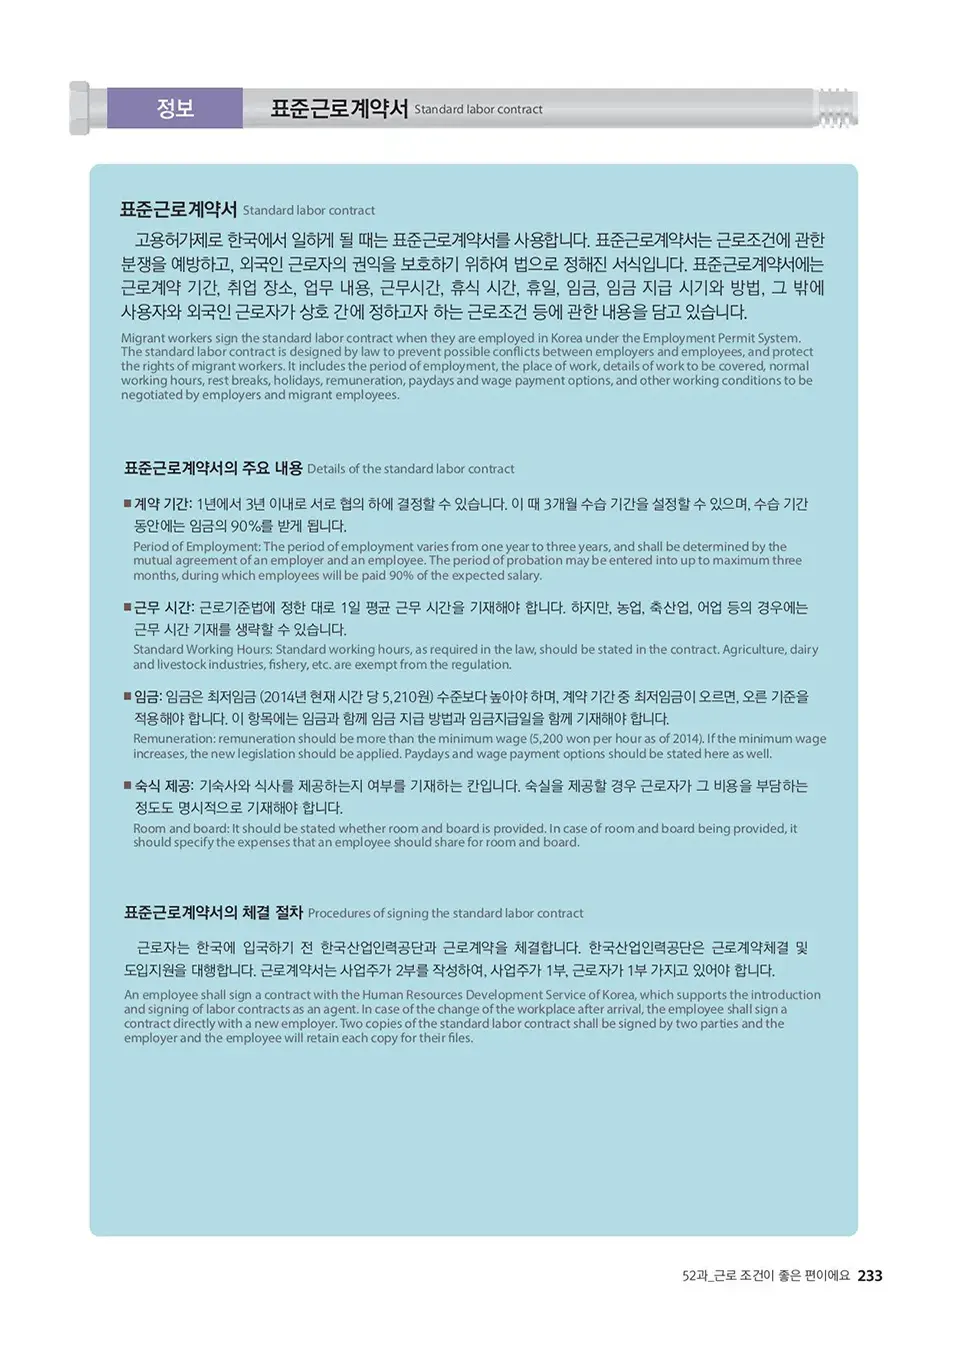 정보
표준근로계약서 Standard labor contract
표준근로계약서 Standard labor contract
고용허가제로 한국에서 일하게 될 때는 표준근로계약서를 사용합니다. 표준근로계약서는 근로조건에 관한
분쟁을 예방하고, 외국인 근로자의 권익을 보호하기 위하여 법으로 정해진 서식입니다. 표준근로계약서에는
근로계약 기간, 취업 장소, 업무 내용, 근무시간, 휴식 시간, 휴일, 임금, 임금 지급 시기와 방법, 그 밖에
사용자와 외국인 근로자가 상호 간에 정하고자 하는 근로조건 등에 관한 내용을 담고 있습니다.
Migrant workers sign the standard labor contract when they are employed in Korea under the Employment Permit System.
The standard labor contract is designed by law to prevent possible conflicts between employers and employees, and protect
the rights of migrant workers. It includes the period of employment, the place of work, details of work to be covered, normal
working hours, rest breaks, holidays, remuneration, paydays and wage payment options, and other working conditions to be
negotiated by employers and migrant employees.
표준근로계약서의 주요 내용 Details of the standard labor contract
■ 계약 기간: 1년에서 3년 이내로 서로 협의 하에 결정할 수 있습니다. 이 때 3개월 수습 기간을 설정할 수 있으며, 수습 기간
동안에는 임금의 90%를 받게 됩니다.
Period of Employment: The period of employment varies from one year to three years, and shall be determined by the
mutual agreement of an employer and an employee. The period of probation may be entered into up to maximum three
months, during which employees will be paid 90% of the expected salary.
■ 근무 시간: 근로기준법에 정한 대로 1일 평균 근무 시간을 기재해야 합니다. 하지만, 농업, 축산업, 어업 등의 경우에는
근무 시간 기재를 생략할 수 있습니다.
Standard Working Hours: Standard working hours, as required in the law, should be stated in the contract. Agriculture, dairy
and livestock industries, fishery, etc. are exempt from the regulation.
■ 임금: 임금은 최저임금 (2014년 현재 시간 당 5,210원) 수준보다 높아야 하며, 계약 기간 중 최저임금이 오르면, 오른 기준을
적용해야 합니다. 이 항목에는 임금과 함께 임금 지급 방법과 임금지급일을 함께 기재해야 합니다.
Remuneration: remuneration should be more than the minimum wage (5,200 won per hour as of 2014). If the minimum wage
increases, the new legislation should be applied. Paydays and wage payment options should be stated here as well.
■ 숙식 제공: 기숙사와 식사를 제공하는지 여부를 기재하는 칸입니다. 숙실을 제공할 경우 근로자가 그 비용을 부담하는
정도도 명시적으로 기재해야 합니다.
Room and board: It should be stated whether room and board is provided. In case of room and board being provided, it
should specify the expenses that an employee should share for room and board.
표준근로계약서의 체결 절차 Procedures of signing the standard labor contract
근로자는 한국에 입국하기 전 한국산업인력공단과 근로계약을 체결합니다. 한국산업인력공단은 근로계약체결 및
도입지원을 대행합니다. 근로계약서는 사업주가 2부를 작성하여, 사업주가 1부, 근로자가 1부 가지고 있어야 합니다.
An employee shall sign a contract with the Human Resources Development Service of Korea, which supports the introduction
and signing of labor contracts as an agent. In case of the change of the workplace after arrival, the employee shall sign a
contract directly with a new employer. Two copies of the standard labor contract shall be signed by two parties and the
employer and the employee will retain each copy for their files.
52과_근로 조건이 좋은 편이에요 233